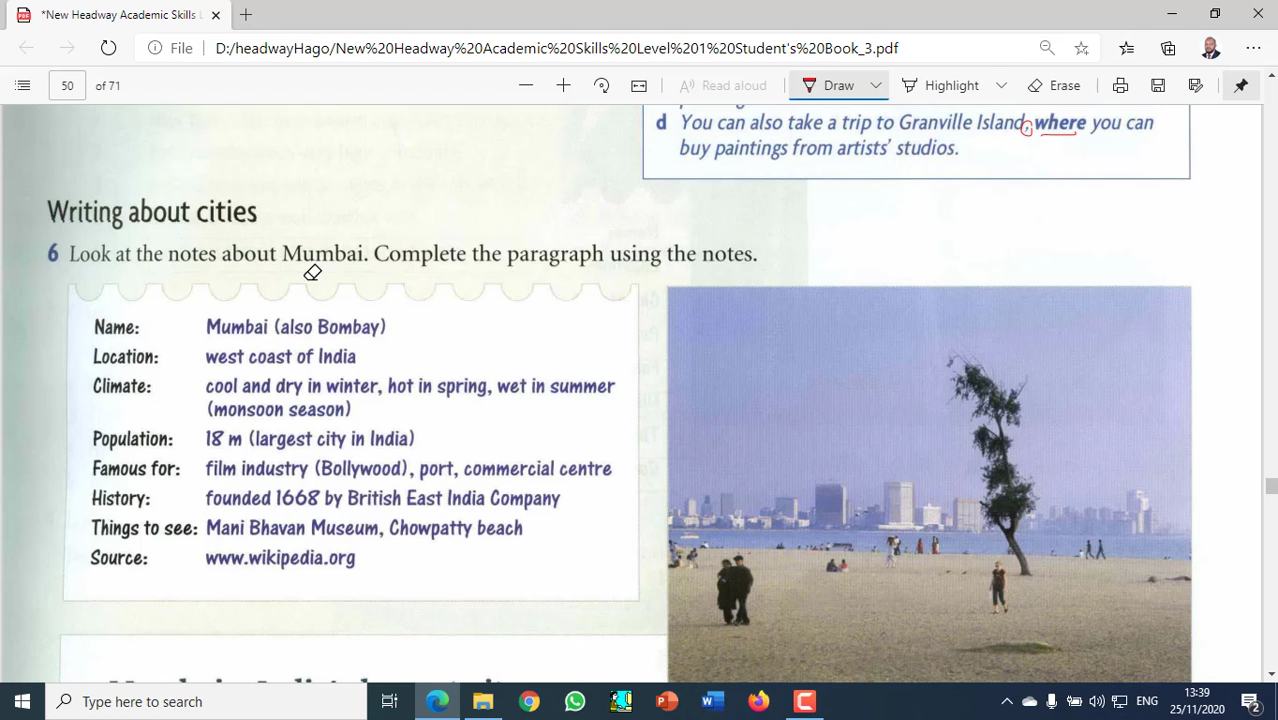 *New Headway Academic Skills L
File
D:/headwayHago/New%20Headway%20Academic%20Skills%20Level%201%20Student's%20Book_3.pdf
50 of 71
Read aloud
Draw
Highlight
Erase
d You can also take a trip to Granville Island, where you can
buy paintings from artists' studios.
Writing about cities
6 Look at the notes about Mumbai. Complete the paragraph using the notes.
Name: Mumbai (also Bombay)
Location: west coast of India
Climate: cool and dry in winter, hot in spring, wet in summer
(monsoon season)
Population: 18 m (largest city in India)
Famous for: film industry (Bollywood), port, commercial centre
History: founded 1668 by British East India Company
Things to see: Mani Bhavan Museum, Chowpatty beach
Source: www.wikipedia.org
Type here to search
ENG
13:39
25/11/2020
2